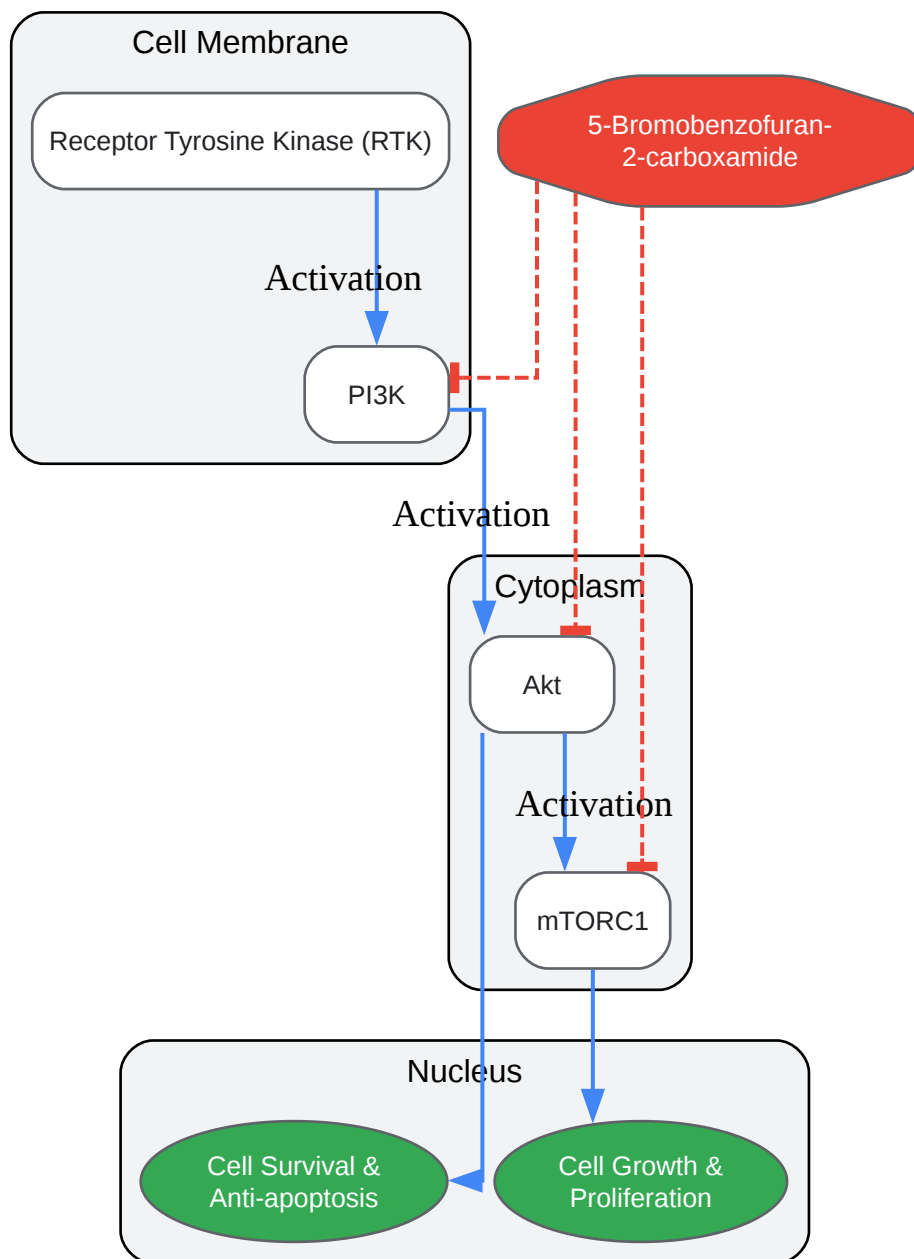 Cell Membrane
Receptor Tyrosine Kinase (RTK)
5-Bromobenzofuran-
2-carboxamide
Activation
PI3K
Activation
Cytoplasm
Akt
Activation
mTORC1
Nucleus
Cell Survival &
Anti-apoptosis
Cell Growth &
Proliferation